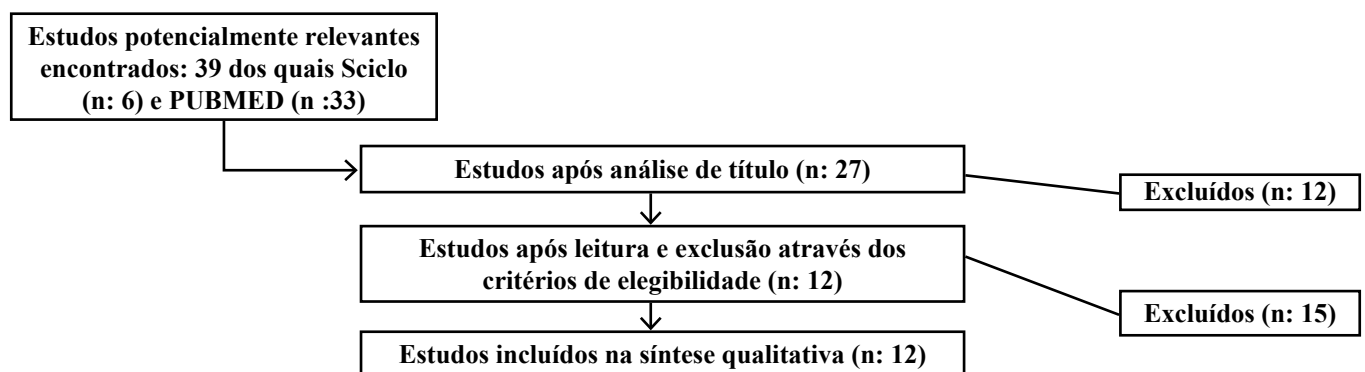 Estudos potencialmente relevantes
encontrados: 39 dos quais Sciclo
(n: 6) e PUBMED (n :33)
Estudos após análise de título (n: 27)
Excluídos (n: 12)
Estudos após leitura e exclusão através dos
critérios de elegibilidade (n: 12)
Excluídos (n: 15)
Estudos incluídos na síntese qualitativa (n: 12)